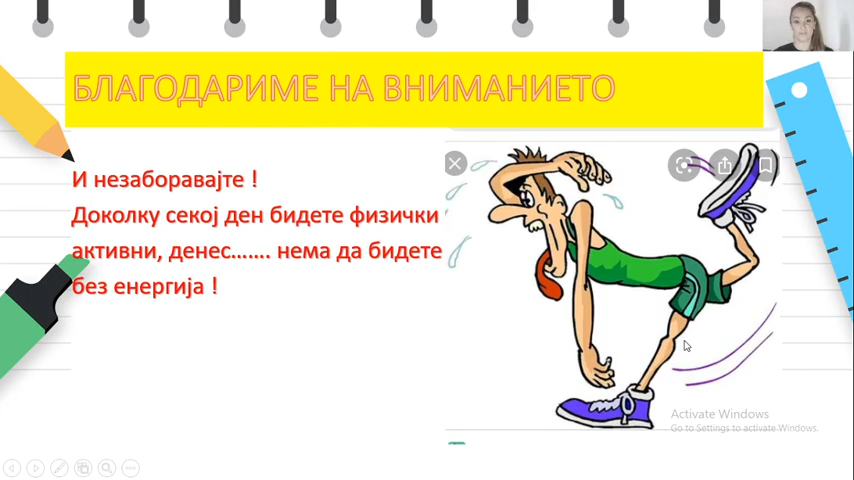 БЛАГОДАРИМЕ НА ВНИМАНИЕТО
И незаборавајте !
Доколку секој ден бидете физички
активни, денес……. нема да бидете
без енергија !
Activate Windows
Go to Settings to activate Windows.